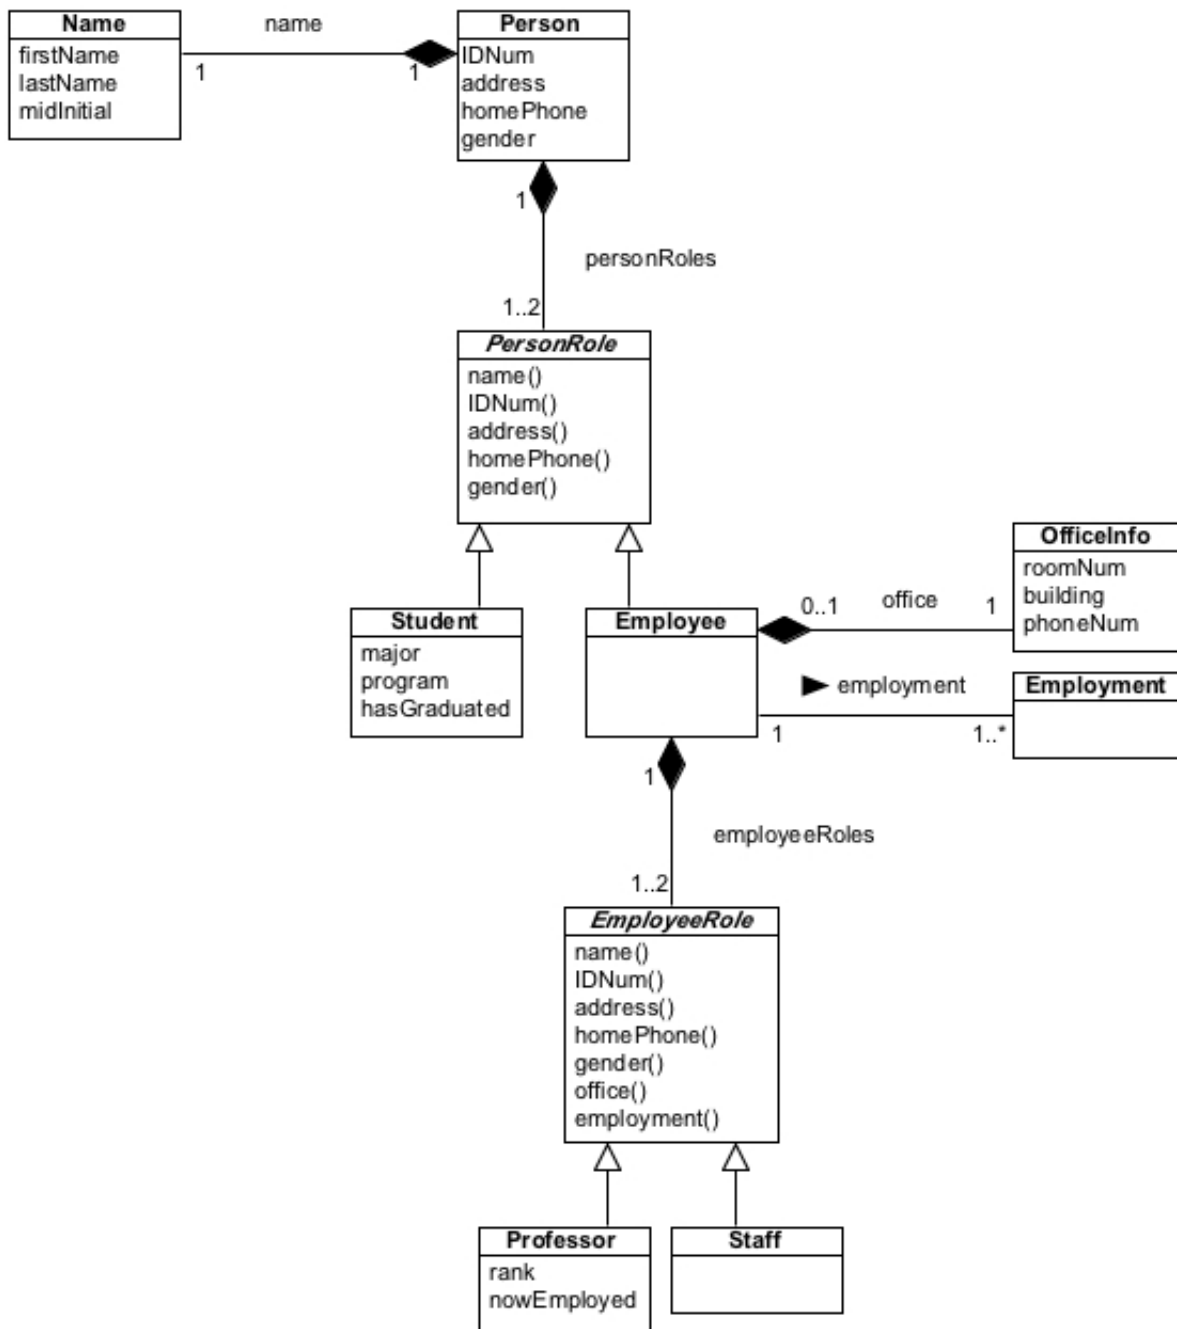 Name
firstName
lastName
midInitial
name
1
1
Person
IDNum
address
homePhone
gender
1
personRoles
1..2
PersonRole
name()
IDNum()
address()
homePhone()
gender()
Student
major
program
hasGraduated
Employee
0..1
office
1
OfficeInfo
roomNum
building
phoneNum
employment
1
1..*
Employment
1
employeeRoles
1..2
EmployeeRole
name()
IDNum()
address()
homePhone()
gender()
office()
employment()
Professor
rank
nowEmployed
Staff